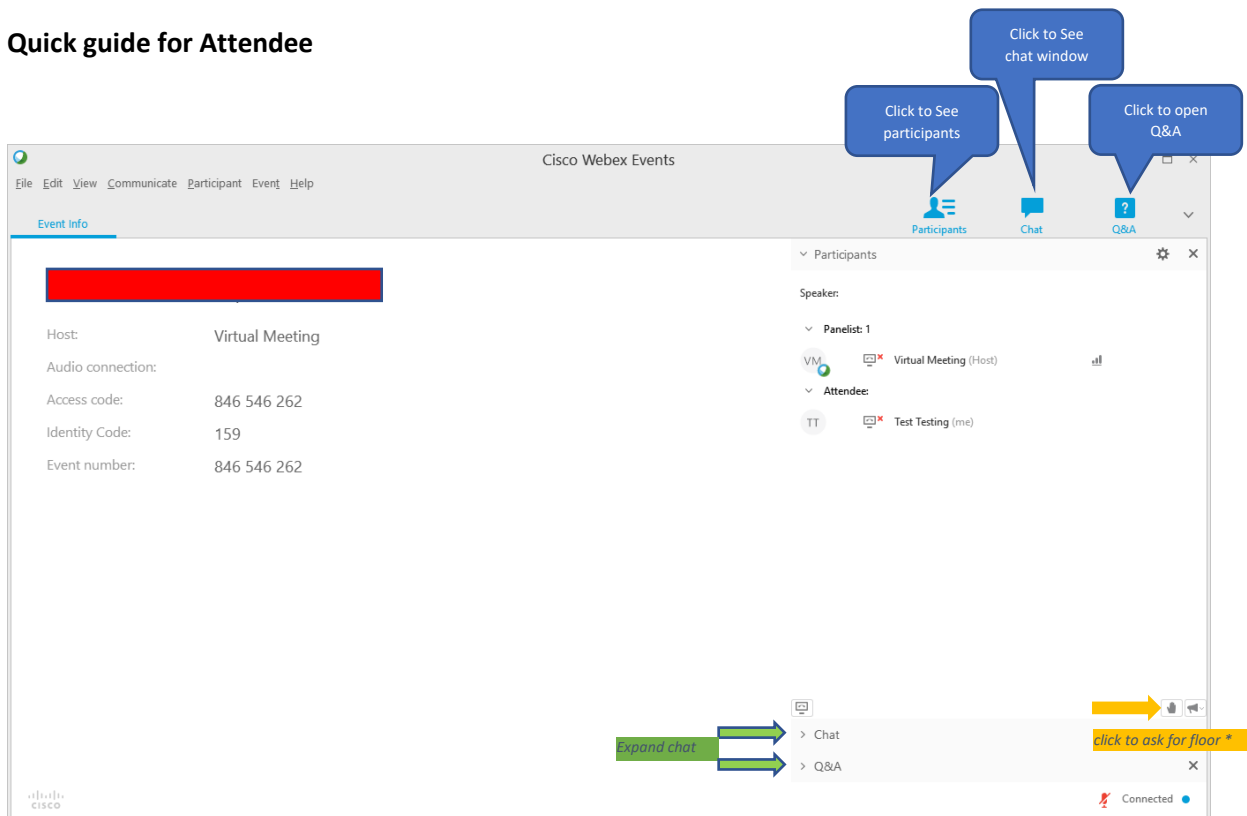 Quick guide for Attendee
Click to See
chat window
Click to See
participants
Click to open
Q&A
Cisco Webex Events
File Edit View Communicate Participant Event Help
Event Info
Participants
Chat
?
Q&A
Participants
Speaker:
Host: Virtual Meeting
Panelist: 1
Audio connection:
VM Virtual Meeting (Host)
Access code: 846 546 262
Attendee:
Identity Code: 159
TT Test Testing (me)
Event number: 846 546 262
Expand chat
Chat
click to ask for floor *
Q&A
cisco
Connected